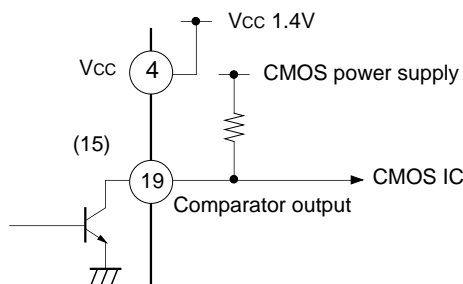 VCC 1.4V
VCC
4
CMOS power supply
(15)
19
CMOS IC
Comparator output